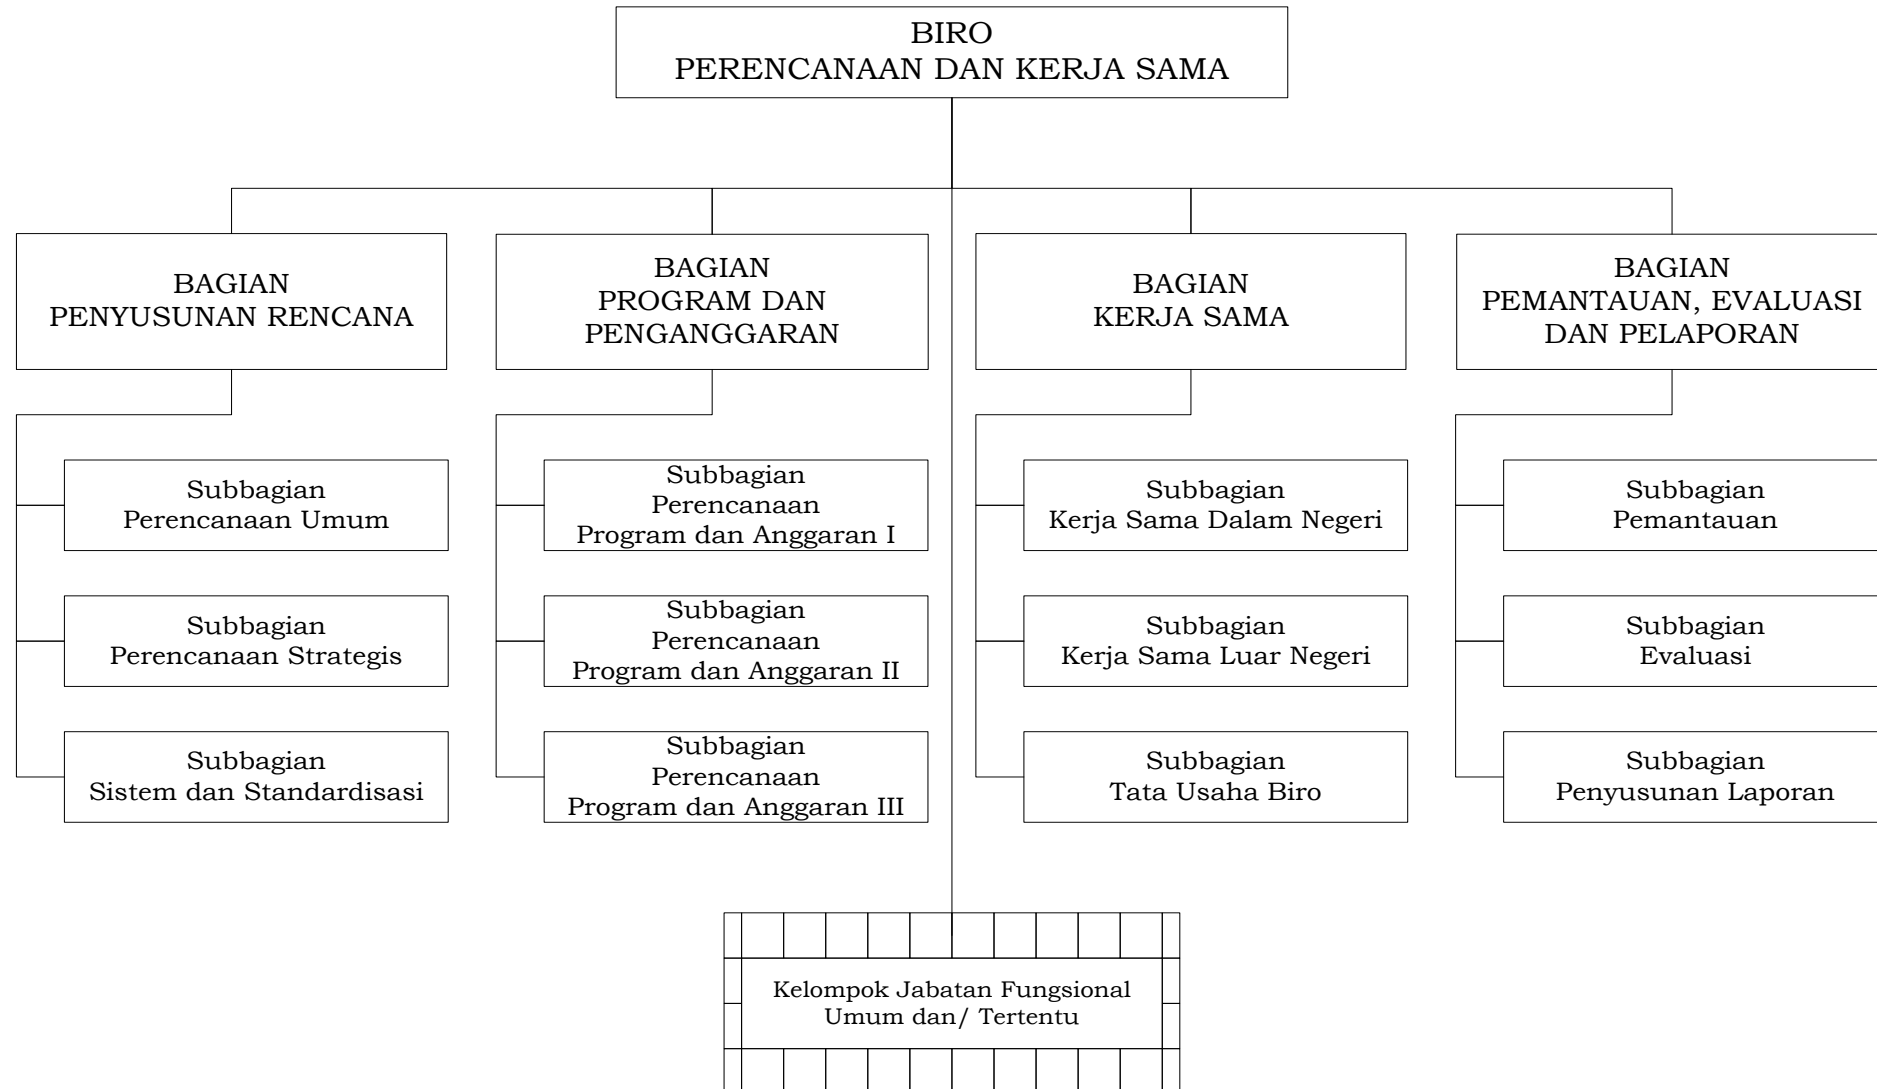 BIRO
PERENCANAAN DAN KERJA SAMA
BAGIAN
PENYUSUNAN RENCANA
BAGIAN
PROGRAM DAN
PENGANGGARAN
BAGIAN
KERJA SAMA
BAGIAN
PEMANTAUAN, EVALUASI
DAN PELAPORAN
Subbagian
Perencanaan Umum
Subbagian
Perencanaan
Program dan Anggaran I
Subbagian
Kerja Sama Dalam Negeri
Subbagian
Pemantauan
Subbagian
Perencanaan Strategis
Subbagian
Perencanaan
Program dan Anggaran II
Subbagian
Kerja Sama Luar Negeri
Subbagian
Evaluasi
Subbagian
Sistem dan Standardisasi
Subbagian
Perencanaan
Program dan Anggaran III
Subbagian
Tata Usaha Biro
Subbagian
Penyusunan Laporan
Kelompok Jabatan Fungsional
Umum dan/ Tertentu